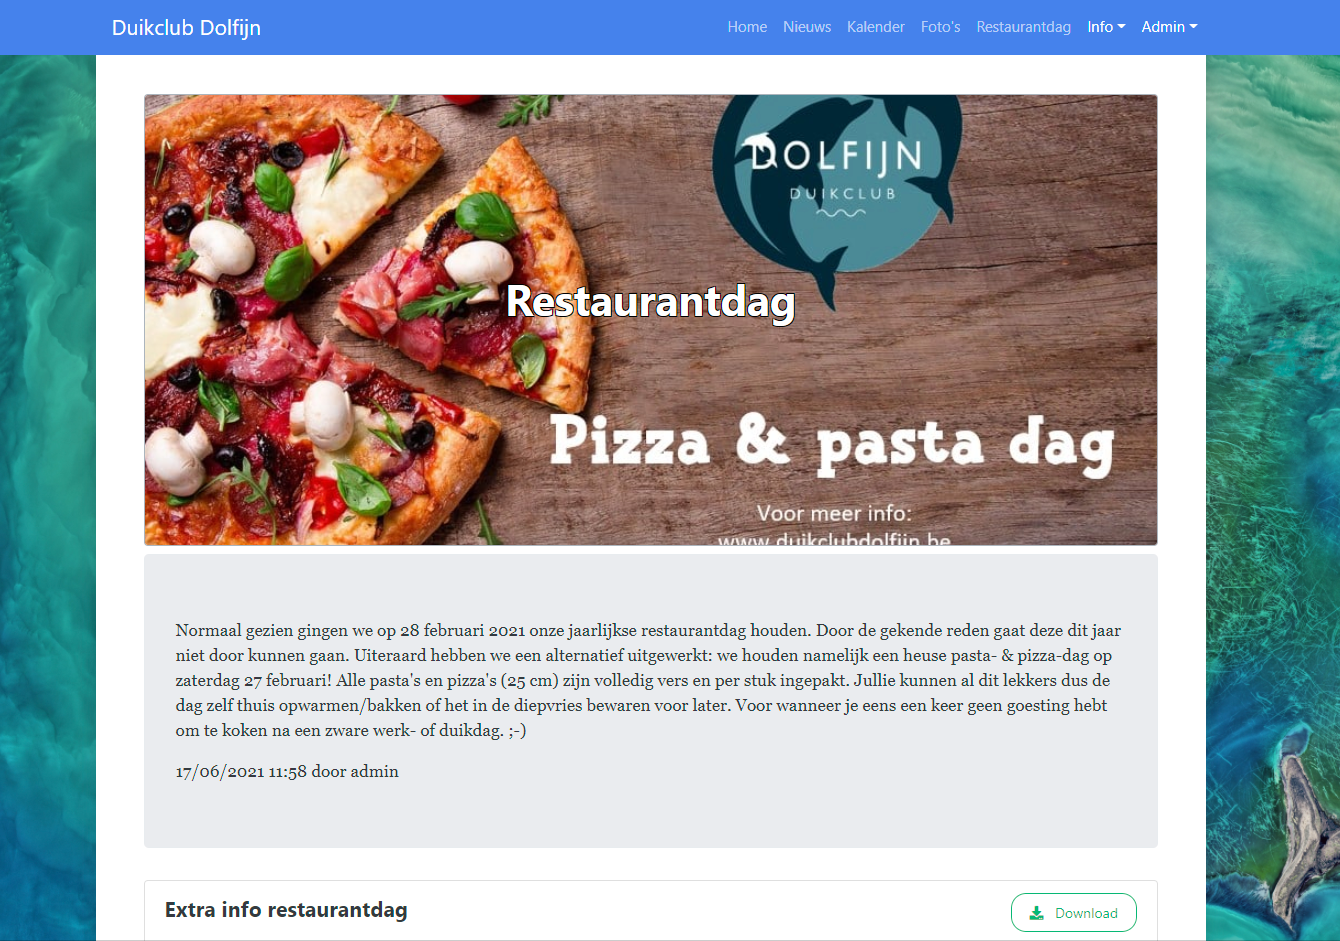 Duikclub Dolfijn
Home Nieuws Kalender Foto's Restaurantdag Info Admin
DOLFIJN
DUIKCLUB
Restaurantdag
Pizza & pasta dag
Voor meer info:
www.duikclubdolfijn.be
Normaal gezien gingen we op 28 februari 2021 onze jaarlijkse restaurantdag houden. Door de gekende reden gaat deze dit jaar
niet door kunnen gaan. Uiteraard hebben we een alternatief uitgewerkt: we houden namelijk een heuse pasta- & pizza-dag op
zaterdag 27 februari! Alle pasta's en pizza's (25 cm) zijn volledig vers en per stuk ingepakt. Jullie kunnen al dit lekkers dus de
dag zelf thuis opwarmen/bakken of het in de diepvries bewaren voor later. Voor wanneer je eens een keer geen goesting hebt
om te koken na een zware werk- of duikdag. ;-)
17/06/2021 11:58 door admin
Extra info restaurantdag
Download